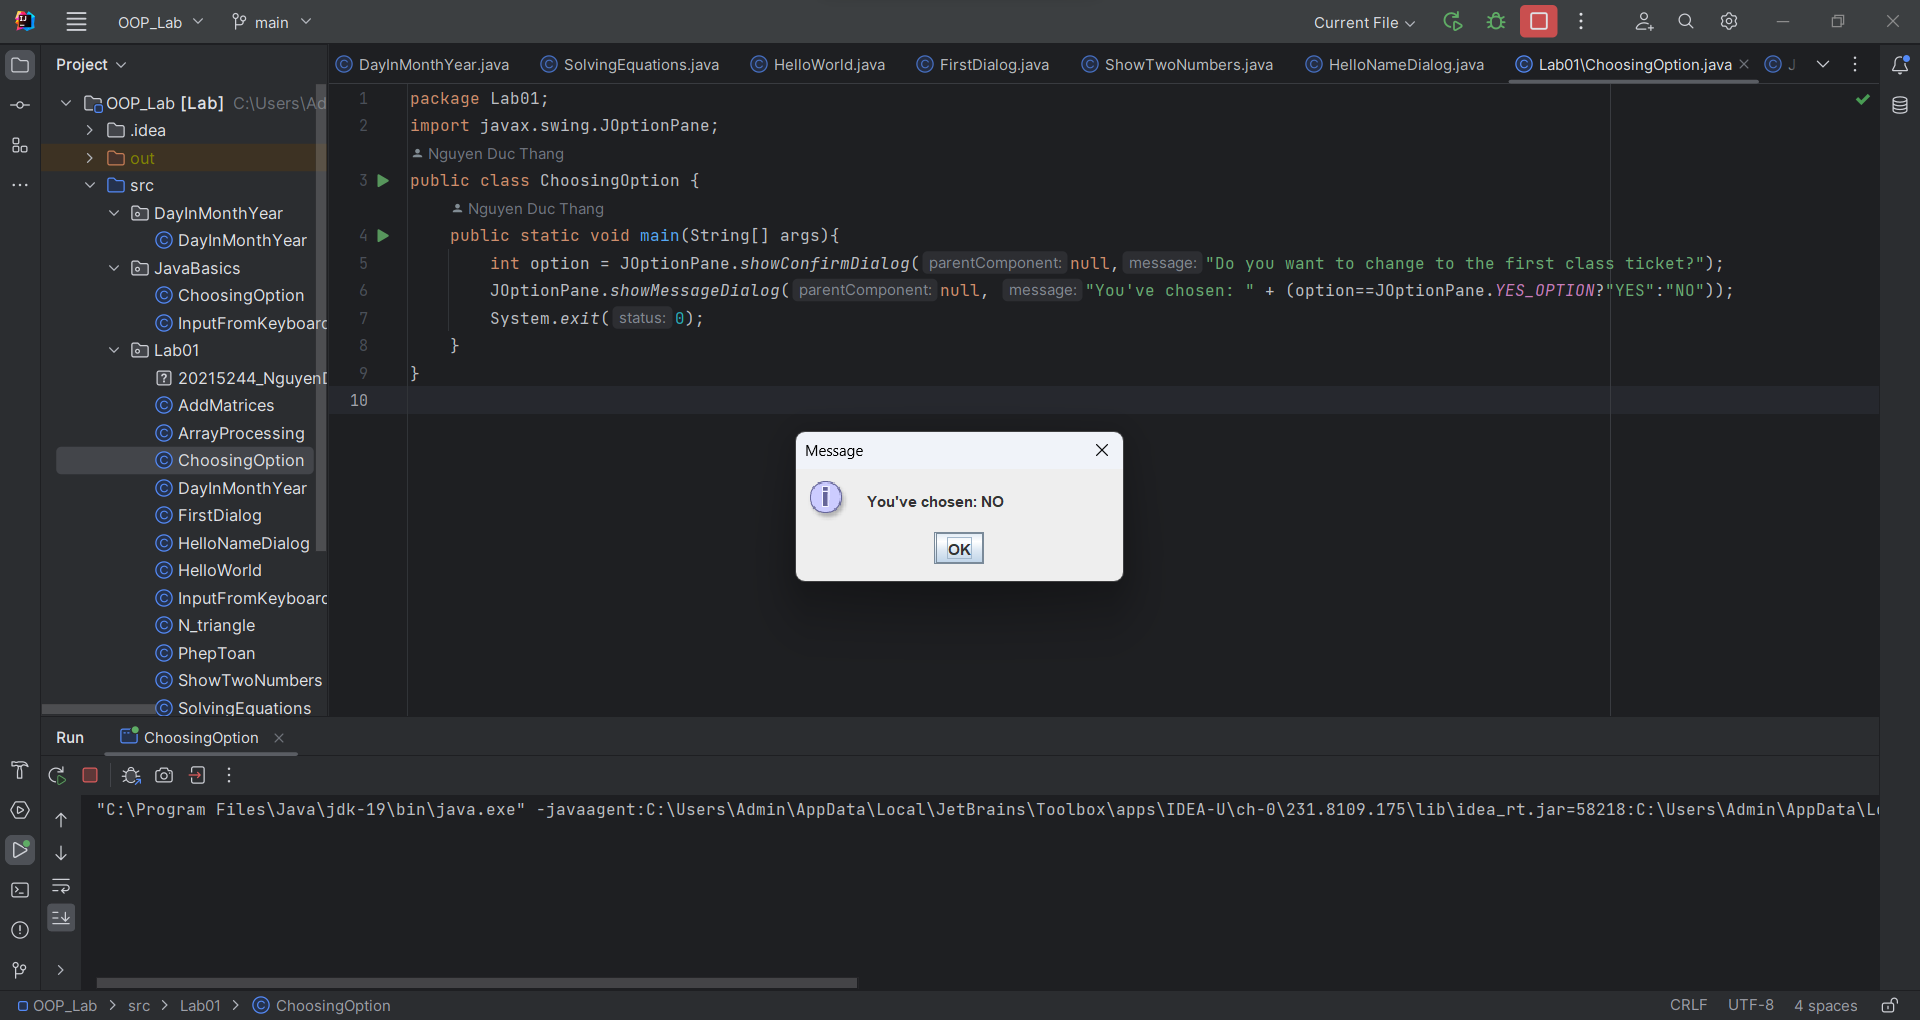 OOP_Lab
main
Current File
Project
DayInMonthYear.java
SolvingEquations.java
HelloWorld.java
FirstDialog.java
ShowTwoNumbers.java
HelloNameDialog.java
Lab01\ChoosingOption.java
J
OOP_Lab [Lab] C:\Users\Ad
.idea
out
src
DayInMonthYear
DayInMonthYear
JavaBasics
ChoosingOption
InputFromKeyboard
Lab01
20215244_NguyenD
AddMatrices
ArrayProcessing
ChoosingOption
DayInMonthYear
FirstDialog
HelloNameDialog
HelloWorld
InputFromKeyboard
N_triangle
PhepToan
ShowTwoNumbers
SolvingEquations
1 package Lab01;
2 import javax.swing.JOptionPane;
Nguyen Duc Thang
3 public class ChoosingOption {
Nguyen Duc Thang
4 public static void main(String[] args){
5 int option = JOptionPane.showConfirmDialog( parentComponent: null, message: "Do you want to change to the first class ticket?");
6 JOptionPane.showMessageDialog( parentComponent: null, message: "You've chosen: " + (option==JOptionPane.YES_OPTION?"YES":"NO"));
7 System.exit( status: 0);
8 }
9 }
10
Message
You've chosen: NO
OK
Run
ChoosingOption
"C:\Program Files\Java\jdk-19\bin\java.exe" -javaagent:C:\Users\Admin\AppData\Local\JetBrains\Toolbox\apps\IDEA-U\ch-0\231.8109.175\lib\idea_rt.jar=58218:C:\Users\Admin\AppData\Lo
OOP_Lab > src > Lab01 > ChoosingOption
CRLF UTF-8 4 spaces